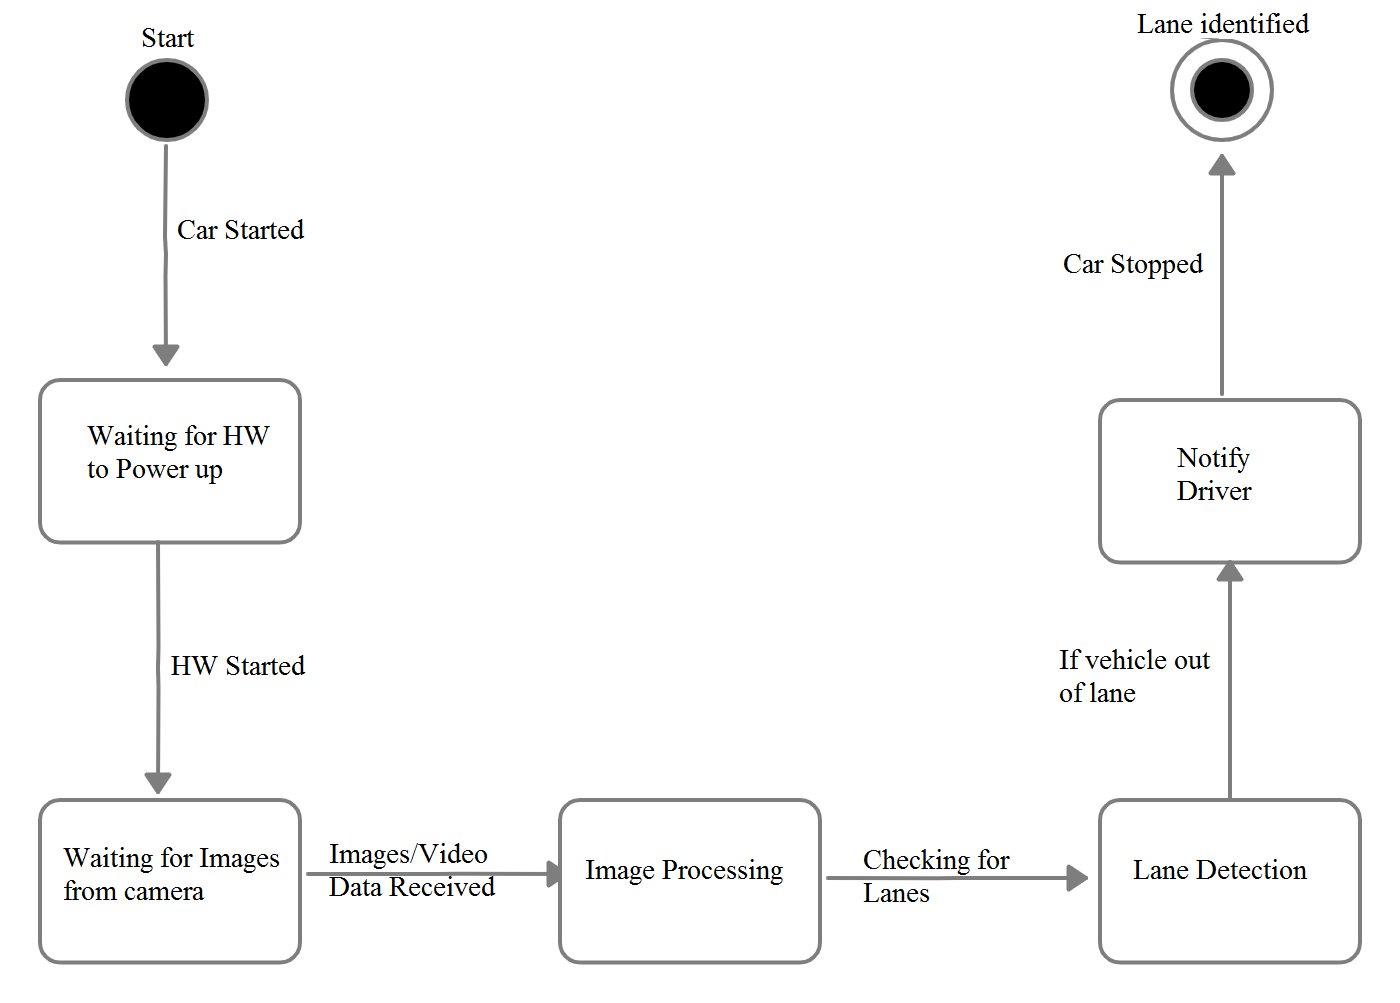 Start
Car Started
Waiting for HW
to Power up
HW Started
Waiting for Images
from camera
Images/Video
Data Received
Image Processing
Checking for
Lanes
Lane Detection
If vehicle out
of lane
Notify
Driver
Car Stopped
Lane identified